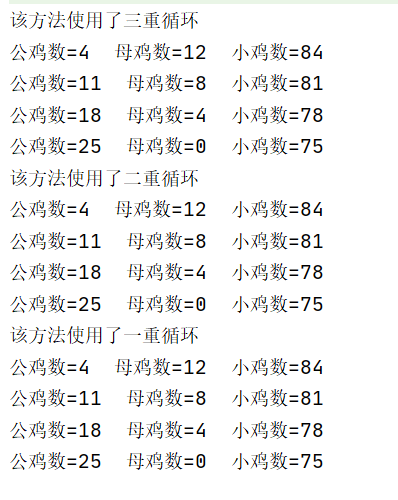 该方法使用了三重循环
公鸡数=4  母鸡数=12  小鸡数=84
公鸡数=11  母鸡数=8  小鸡数=81
公鸡数=18  母鸡数=4  小鸡数=78
公鸡数=25  母鸡数=0  小鸡数=75
该方法使用了二重循环
公鸡数=4  母鸡数=12  小鸡数=84
公鸡数=11  母鸡数=8  小鸡数=81
公鸡数=18  母鸡数=4  小鸡数=78
公鸡数=25  母鸡数=0  小鸡数=75
该方法使用了一重循环
公鸡数=4  母鸡数=12  小鸡数=84
公鸡数=11  母鸡数=8  小鸡数=81
公鸡数=18  母鸡数=4  小鸡数=78
公鸡数=25  母鸡数=0  小鸡数=75